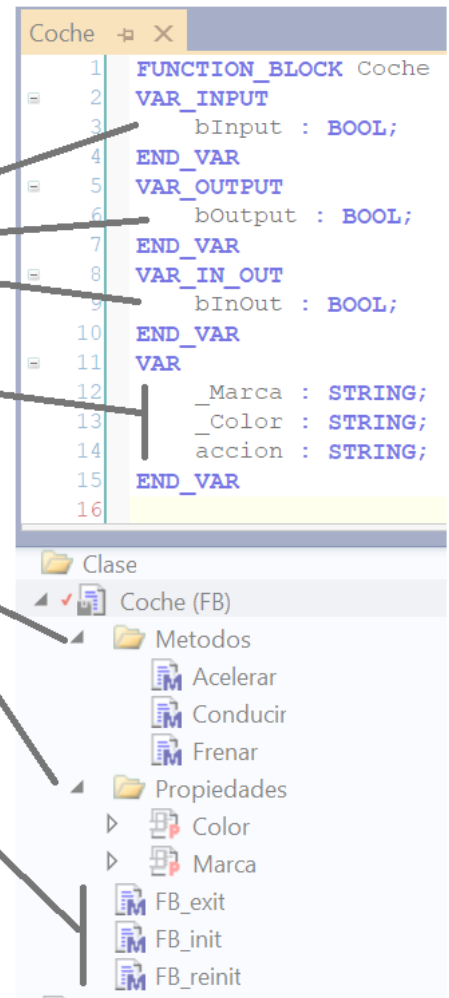 Coche
1 FUNCTION_BLOCK Coche
2 VAR_INPUT
3 bInput : BOOL;
4 END_VAR
5 VAR_OUTPUT
6 bOutput : BOOL;
7 END_VAR
8 VAR_IN_OUT
9 bInOut : BOOL;
10 END_VAR
11 VAR
12 _Marca : STRING;
13 _Color : STRING;
14 accion : STRING;
15 END_VAR
16
Clase
Coche (FB)
Metodos
M Acelerar
M Conducir
M Frenar
Propiedades
P Color
P Marca
M FB_exit
M FB_init
M FB_reinit